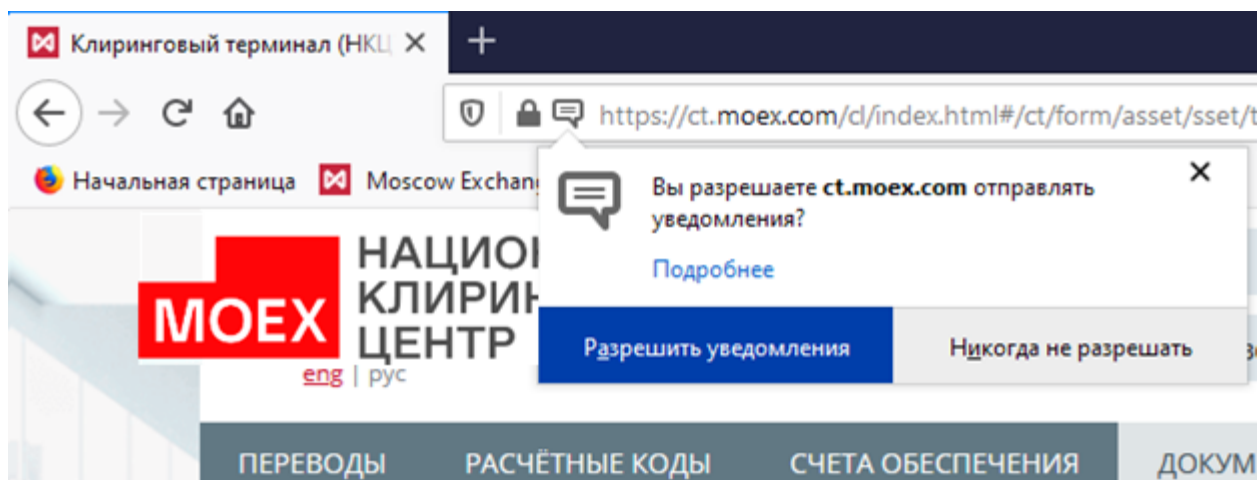 Клиринговый терминал (НКЦ
https://ct.moex.com/cl/index.html#/ct/form/asset/sset/t
Начальная страница Moscow Exchan
Вы разрешаете ct.moex.com отправлять
уведомления?
Подробнее
Разрешить уведомления Никогда не разрешать
MOEX
НАЦИО
КЛИРИ
ЦЕНТР
eng | рус
ПЕРЕВОДЫ РАСЧЁТНЫЕ КОДЫ СЧЕТА ОБЕСПЕЧЕНИЯ ДОКУМ